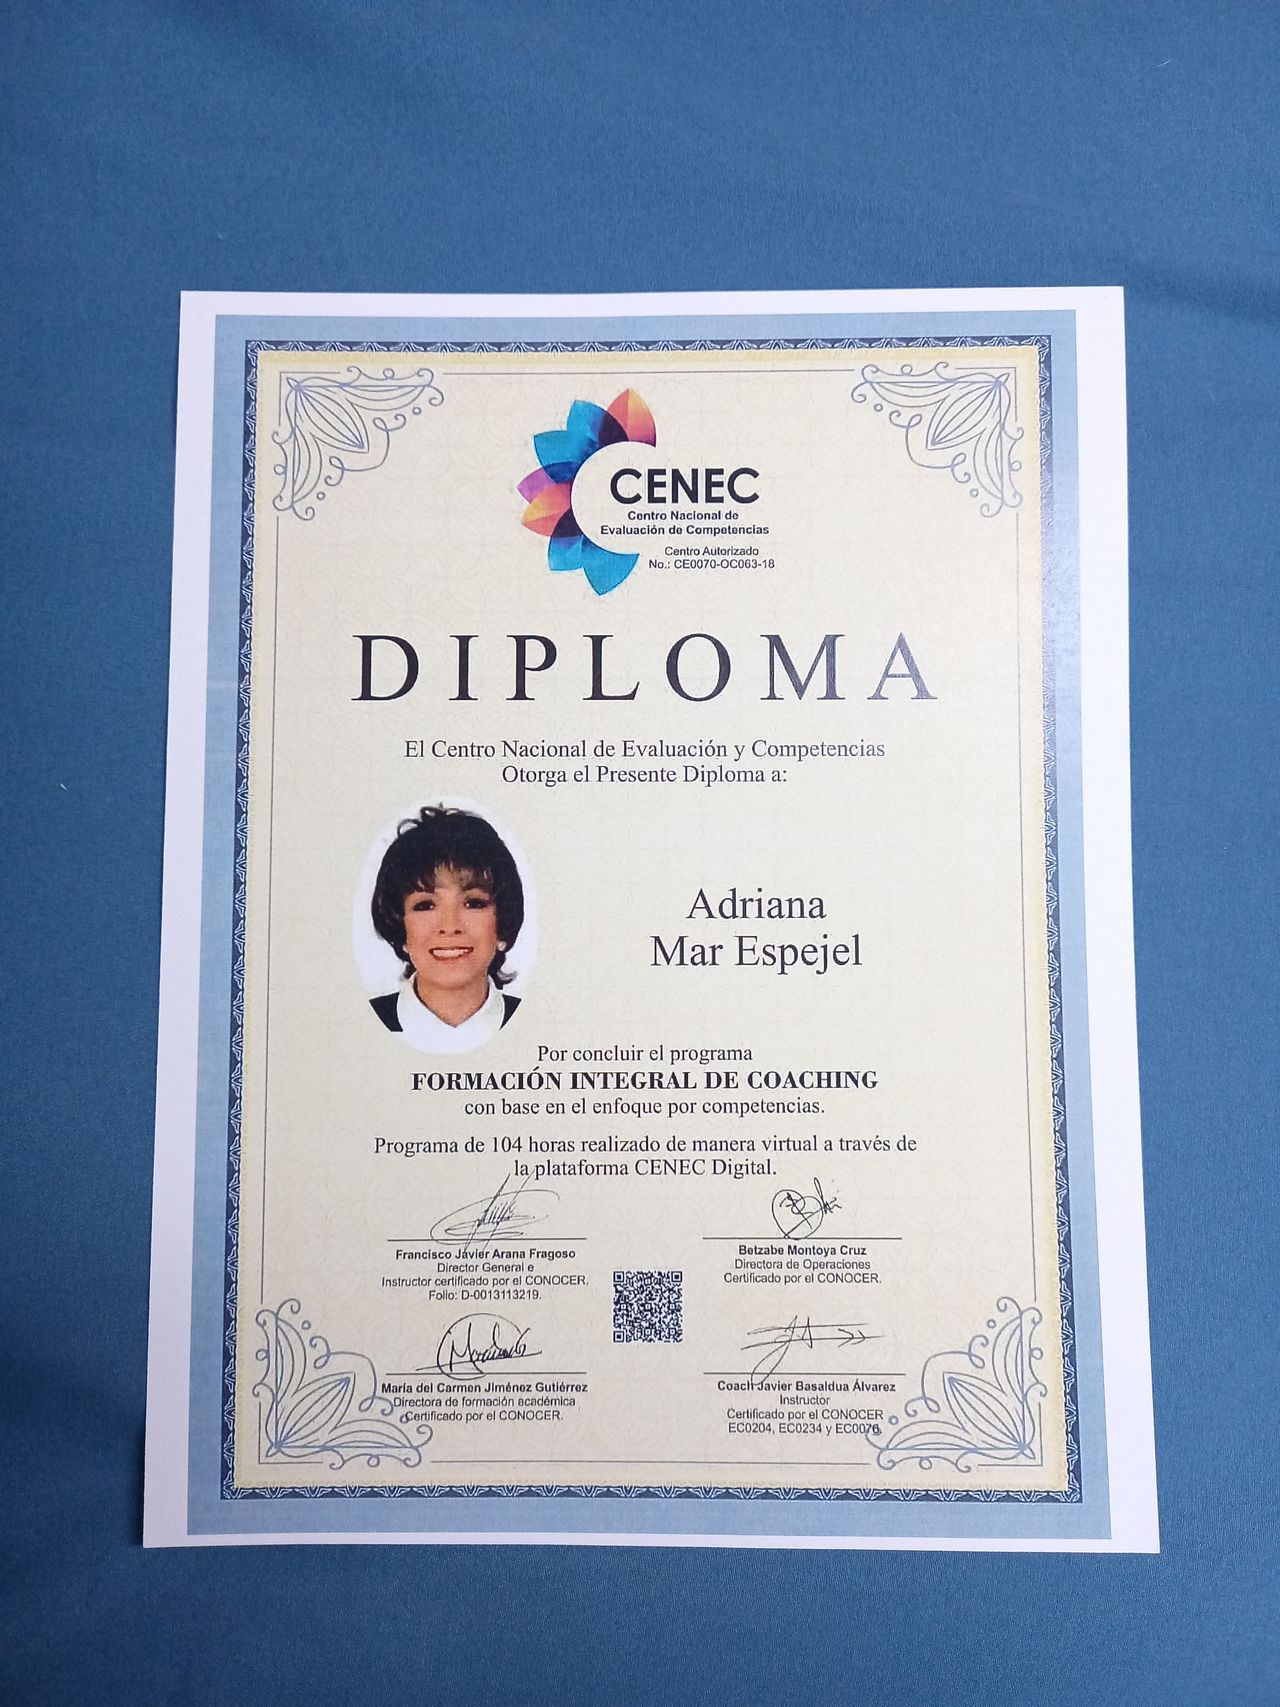 CENEC
Centro Nacional de
Evaluación de Competencias
Centro Autorizado
No.: CE0070-OC063-18
DIPLOMA
El Centro Nacional de Evaluación y Competencias
Otorga el Presente Diploma a:
Adriana
Mar Espejel
Por concluir el programa
FORMACIÓN INTEGRAL DE COACHING
con base en el enfoque por competencias.
Programa de 104 horas realizado de manera virtual a través de
la plataforma CENEC Digital.
Francisco Javier Arana Fragoso
Director General e
Instructor certificado por el CONOCER.
Folio: D-0013113219.
Betzabe Montoya Cruz
Directora de Operaciones
Certificado por el CONOCER.
María del Carmen Jiménez Gutiérrez
Directora de formación académica
Certificado por el CONOCER.
Coach Javier Basaldua Álvarez
Instructor
Certificado por el CONOCER
EC0204, EC0234 y EC0076.